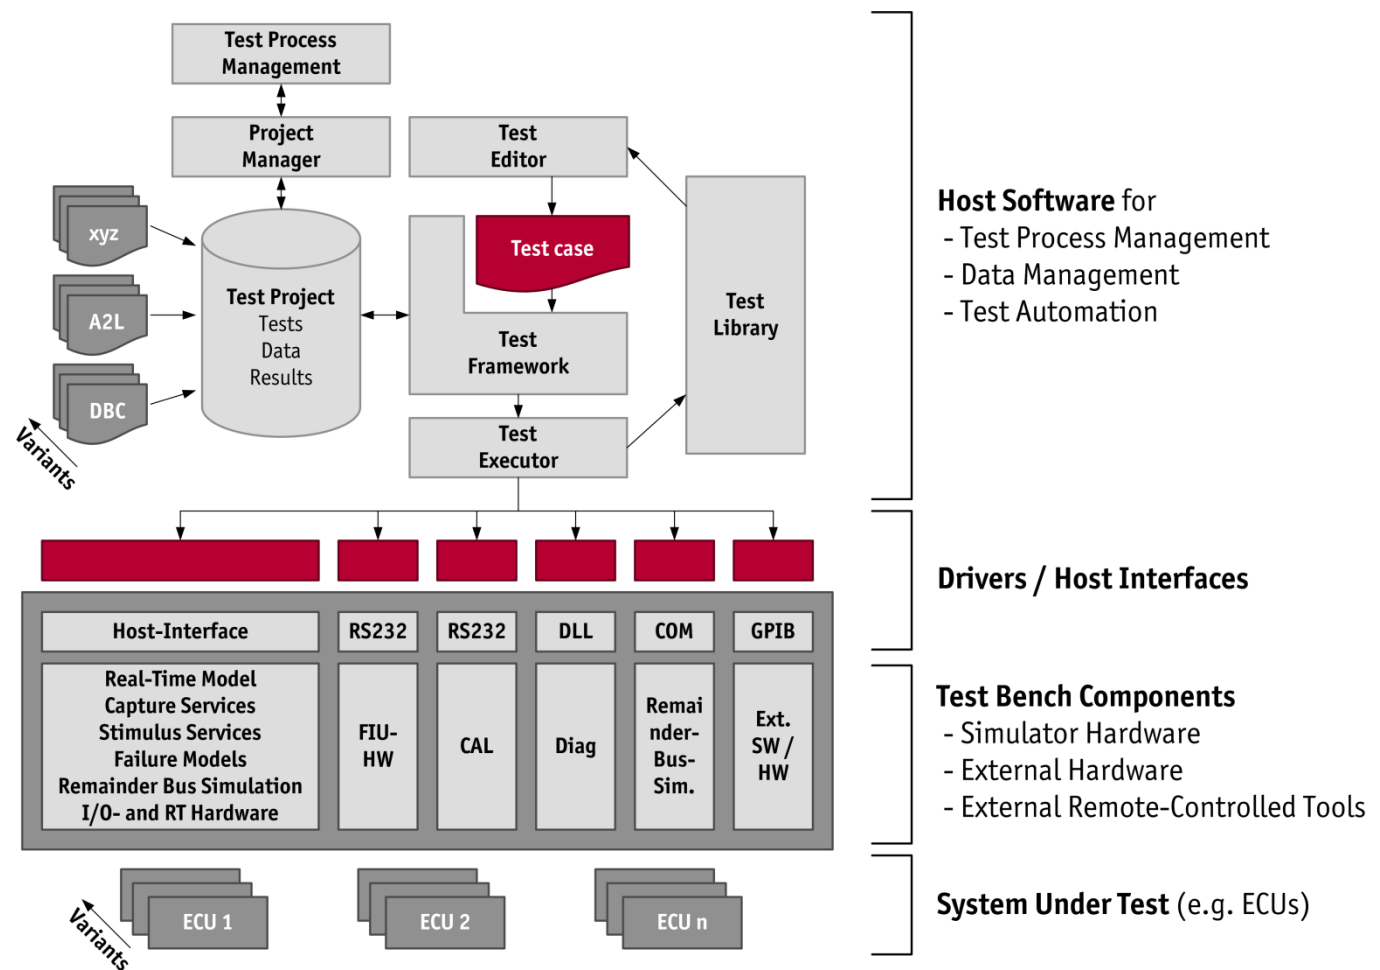 Test Process
Management
Project
Manager
Test
Editor
xyz
A2L
DBC
Variants
Test Project
Tests
Data
Results
Test case
Test
Framework
Test
Executor
Test
Library
Host Software for
- Test Process Management
- Data Management
- Test Automation
Drivers / Host Interfaces
Host-Interface
RS232
RS232
DLL
COM
GPIB
Real-Time Model
Capture Services
Stimulus Services
Failure Models
Remainder Bus Simulation
I/O- and RT Hardware
FIU-
HW
CAL
Diag
Remai
nder-
Bus-
Sim.
Ext.
SW /
HW
Test Bench Components
- Simulator Hardware
- External Hardware
- External Remote-Controlled Tools
Variants
ECU 1
ECU 2
ECU n
System Under Test (e.g. ECUs)